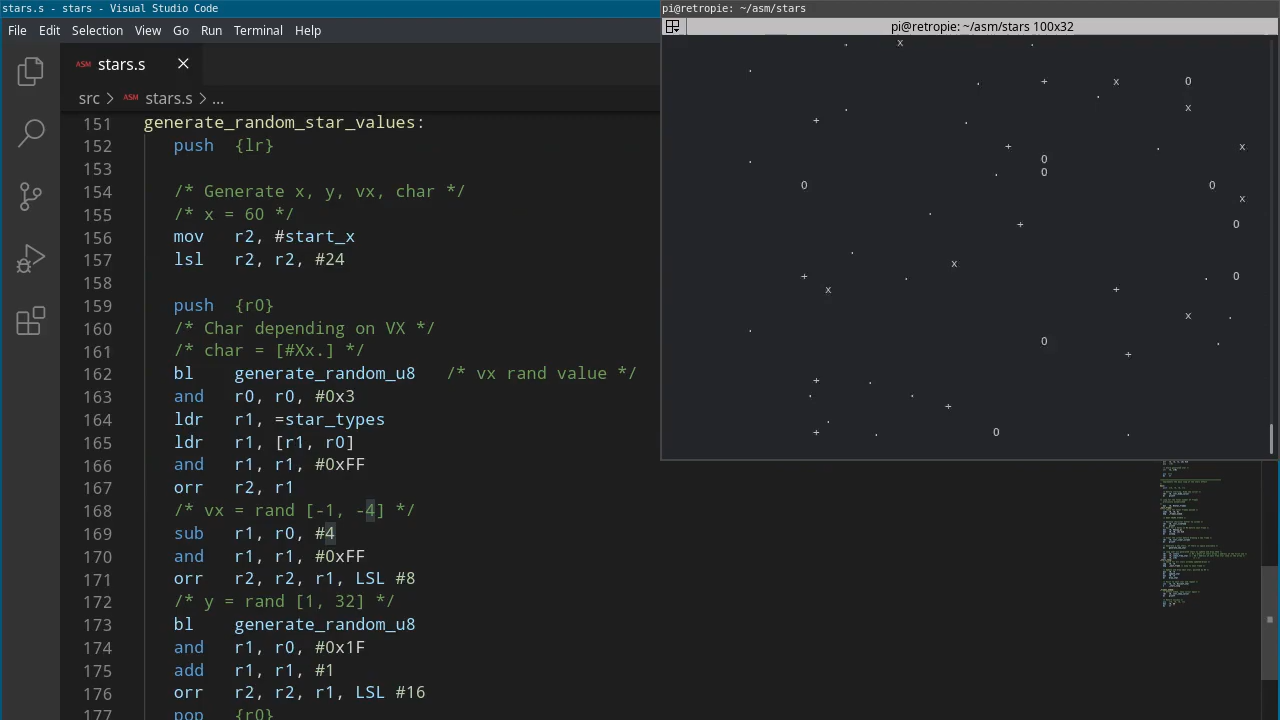 stars.s - stars - Visual Studio Code
File Edit Selection View Go Run Terminal Help
ASM stars.s
src > ASM stars.s > ...
151 generate_random_star_values:
152 push {lr}
153
154 /* Generate x, y, vx, char */
155 /* x = 60 */
156 mov r2, #start_x
157 lsl r2, r2, #24
158
159 push {r0}
160 /* Char depending on VX */
161 /* char = [#Xx.] */
162 bl generate_random_u8 /* vx rand value */
163 and r0, r0, #0x3
164 ldr r1, =star_types
165 ldr r1, [r1, r0]
166 and r1, r1, #0xFF
167 orr r2, r1
168 /* vx = rand [-1, -4] */
169 sub r1, r0, #4
170 and r1, r1, #0xFF
171 orr r2, r2, r1, LSL #8
172 /* y = rand [1, 32] */
173 bl generate_random_u8
174 and r1, r0, #0x1F
175 add r1, r1, #1
176 orr r2, r2, r1, LSL #16
177 pop {r0}
pi@retropie: ~/asm/stars
pi@retropie: ~/asm/stars 100x32
. x .
.
. + x O
.
. x
+ .
+ . x
. O
. O
O O
x
.
+ O
.
x
+ . . O
x +
x .
.
O .
+
+ .
. .
+
.
+ . O .